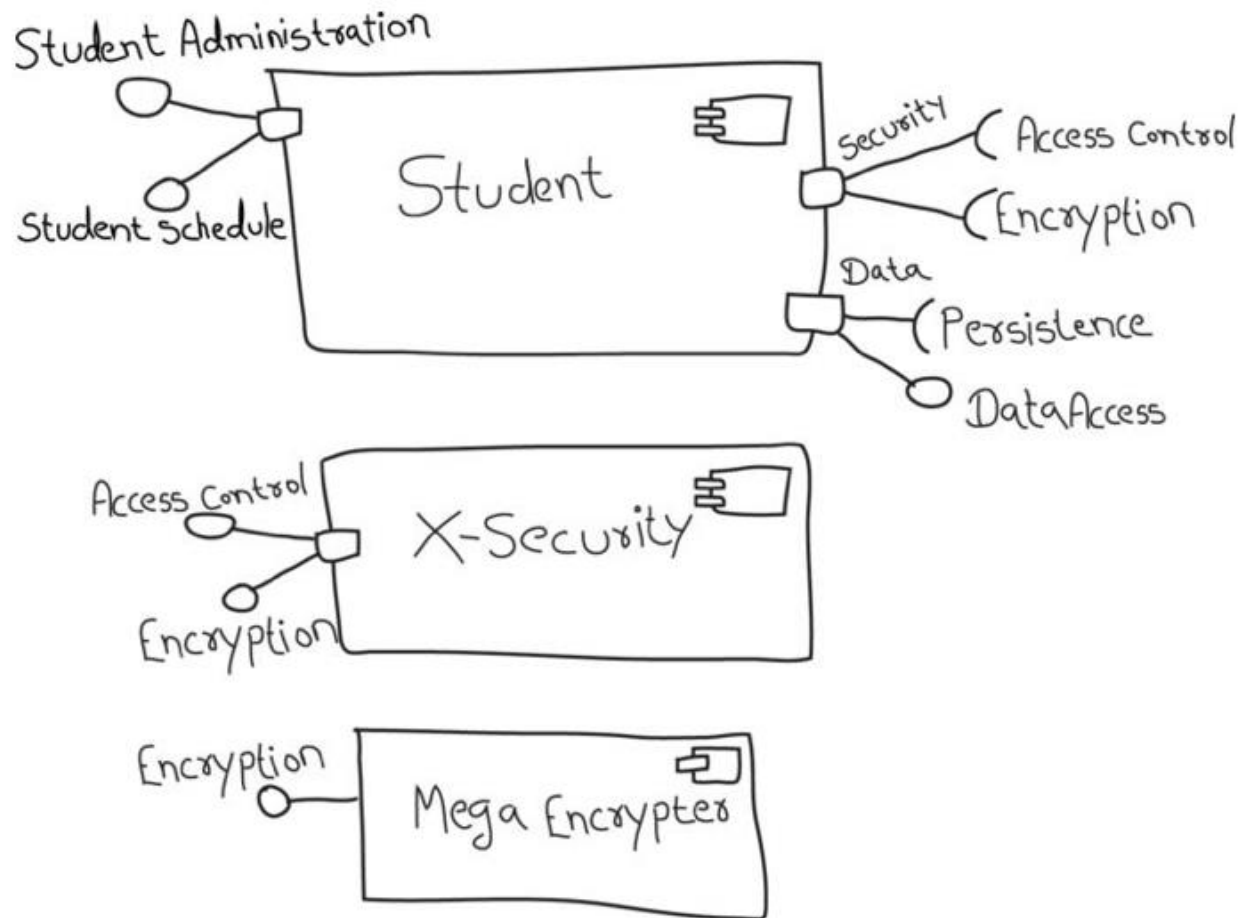 Student Administration
Student
Student Schedule
Security
Access Control
Encryption
Data
Persistence
DataAccess
Access Control
X-Security
Encryption
Encryption
Mega Encrypter